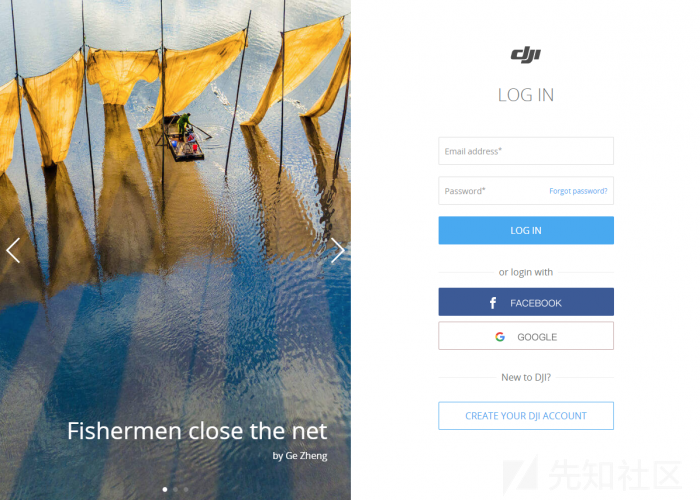 Fishermen close the net
by Ge Zheng
dji
LOG IN
Email address*
Password*
Forgot password?
LOG IN
or login with
FACEBOOK
GOOGLE
New to DJI?
CREATE YOUR DJI ACCOUNT
先知社区